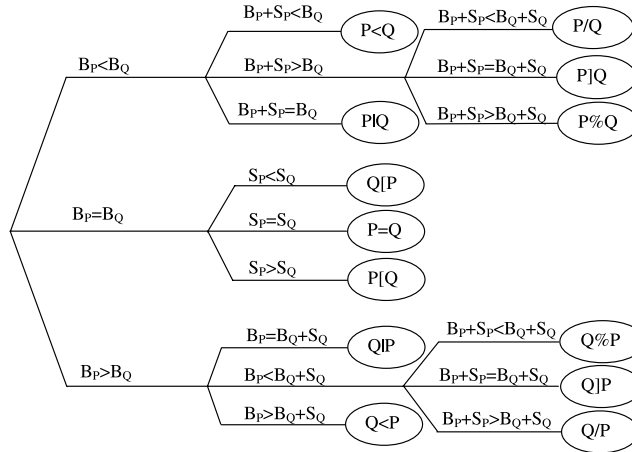 B_P+S_P<B_Q
P<Q
B_P+S_P<B_Q+S_Q
P/Q
B_P<B_Q
B_P+S_P>B_Q
B_P+S_P=B_Q+S_Q
P]Q
B_P+S_P=B_Q
P|Q
B_P+S_P>B_Q+S_Q
P%Q
S_P<S_Q
Q[P
B_P=B_Q
S_P=S_Q
P=Q
S_P>S_Q
P[Q
B_P=B_Q+S_Q
Q|P
B_P+S_P<B_Q+S_Q
Q%P
B_P>B_Q
B_P<B_Q+S_Q
B_P+S_P=B_Q+S_Q
Q]P
B_P>B_Q+S_Q
Q<P
B_P+S_P>B_Q+S_Q
Q/P